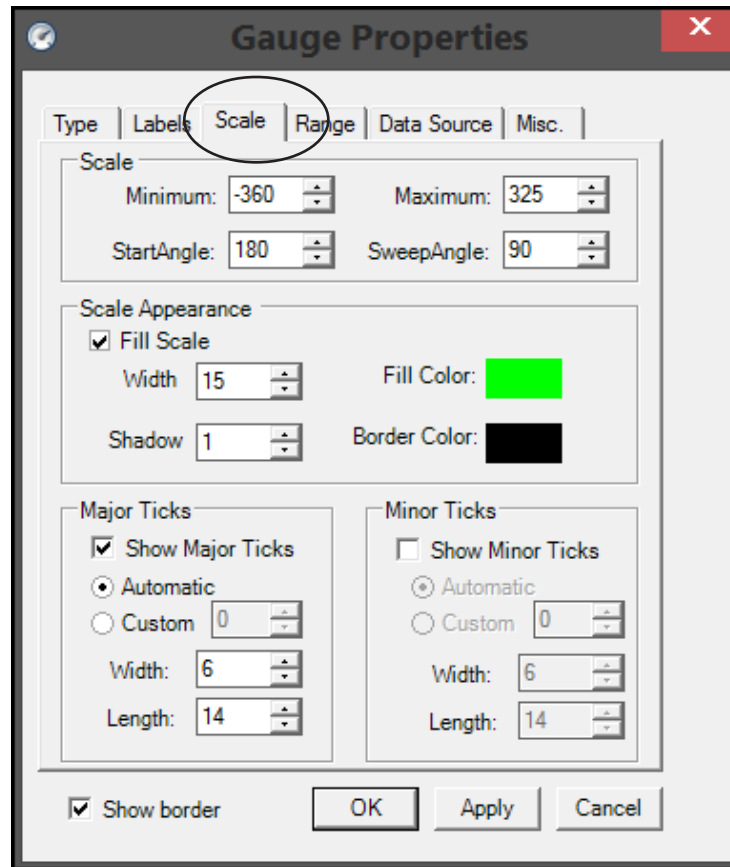 Gauge Properties
X
Type Labels Scale Range Data Source Misc.
Scale
Minimum: -360 Maximum: 325
StartAngle: 180 SweepAngle: 90
Scale Appearance
Fill Scale
Width 15 Fill Color:
Shadow 1 Border Color:
Major Ticks Minor Ticks
Show Major Ticks Show Minor Ticks
Automatic Automatic
Custom 0 Custom 0
Width: 6 Width: 6
Length: 14 Length: 14
Show border OK Apply Cancel